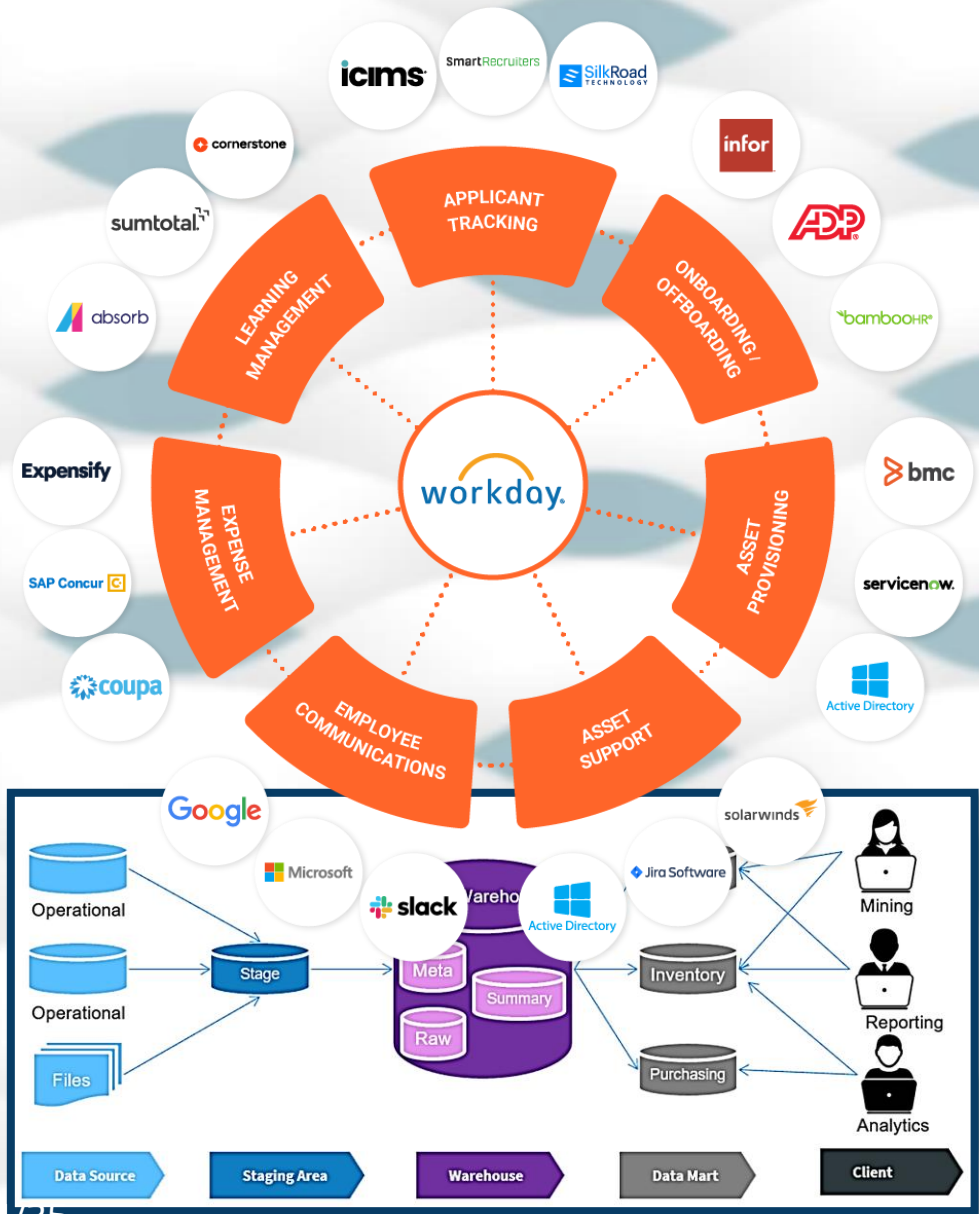 icims
SmartRecruiters
SilkRoad
TECHNOLOGY
cornerstone
infor
sumtotal
ADP
absorb
bambooHR
APPLICANT
TRACKING
LEARNING
MANAGEMENT
ONBOARDING /
OFFBOARDING
Expensify
bmc
workday.
EXPENSE
MANAGEMENT
ASSET
PROVISIONING
SAP Concur
servicenow.
coupa
Active Directory
EMPLOYEE
COMMUNICATIONS
ASSET
SUPPORT
Google
solarwinds
Microsoft
Jira Software
slack
Active Directory
Operational
Mining
Stage
Meta
Summary
Raw
Inventory
Operational
Reporting
Files
Purchasing
Analytics
Data Source
Staging Area
Warehouse
Data Mart
Client